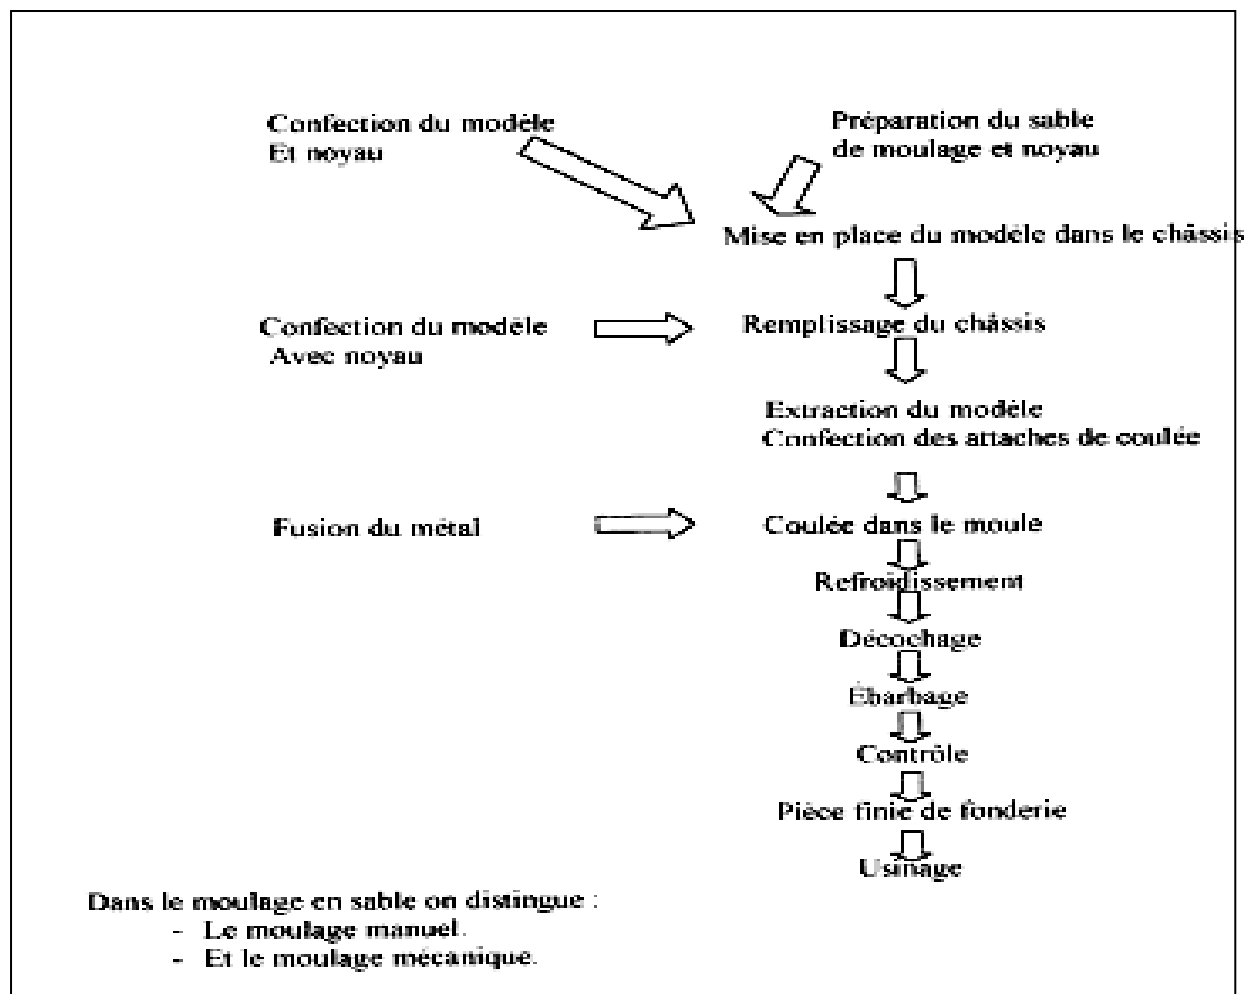 Confection du modèle
Et noyau
Préparation du sable
de moulage et noyau
Mise en place du modèle dans le châssis
Confection du modèle
Avec noyau
Remplissage du châssis
Extraction du modèle
Confection des attaches de coulée
Fusion du métal
Coulée dans le moule
Refroidissement
Décochage
Ébarbage
Contrôle
Pièce finie de fonderie
Usinage
Dans le moulage en sable on distingue :
- Le moulage manuel.
- Et le moulage mécanique.